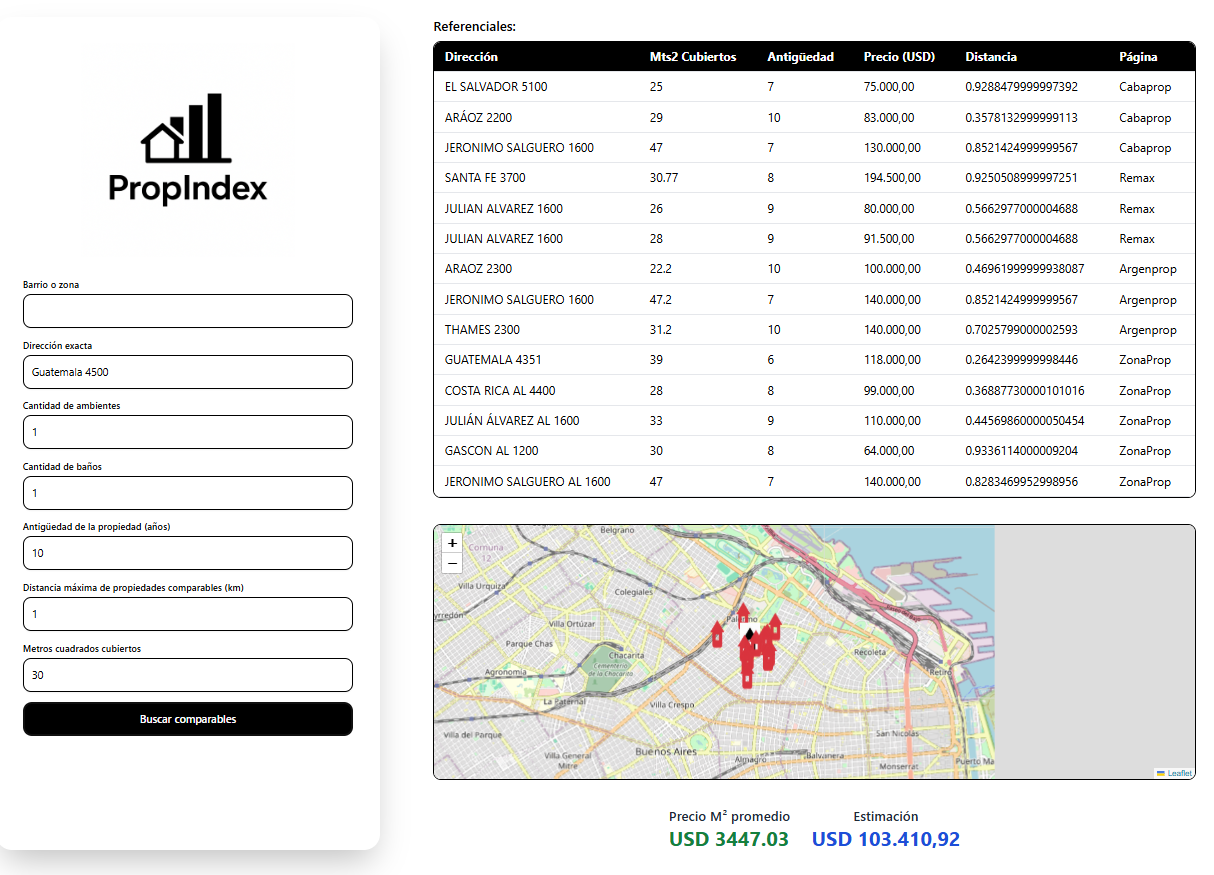 PropIndex
Barrio o zona
Dirección exacta
Guatemala 4500
Cantidad de ambientes
1
Cantidad de baños
1
Antigüedad de la propiedad (años)
10
Distancia máxima de propiedades comparables (km)
1
Metros cuadrados cubiertos
30
Buscar comparables
Referenciales:
Dirección Mts2 Cubiertos Antigüedad Precio (USD) Distancia Página
EL SALVADOR 5100 25 7 75.000,00 0.9288479999997392 Cabaprop
ARÁOZ 2200 29 10 83.000,00 0.3578132999999113 Cabaprop
JERONIMO SALGUERO 1600 47 7 130.000,00 0.8521424999999567 Cabaprop
SANTA FE 3700 30.77 8 194.500,00 0.9250508999997251 Remax
JULIAN ALVAREZ 1600 26 9 80.000,00 0.5662977000004688 Remax
JULIAN ALVAREZ 1600 28 9 91.500,00 0.5662977000004688 Remax
ARAOZ 2300 22.2 10 100.000,00 0.46961999999938087 Argenprop
JERONIMO SALGUERO 1600 47.2 7 140.000,00 0.8521424999999567 Argenprop
THAMES 2300 31.2 10 140.000,00 0.7025799000002593 Argenprop
GUATEMALA 4351 39 6 118.000,00 0.2642399999998446 ZonaProp
COSTA RICA AL 4400 28 8 99.000,00 0.36887730000101016 ZonaProp
JULIÁN ÁLVAREZ AL 1600 33 9 110.000,00 0.44569860000050454 ZonaProp
GASCON AL 1200 30 8 64.000,00 0.9336114000009204 ZonaProp
JERONIMO SALGUERO AL 1600 47 7 140.000,00 0.8283469952998956 ZonaProp
+
−
Belgrano
Comuna
12
Villa Urquiza
Colegiales
yrredón
Villa Ortúzar
Parque Chas
Chacarita
Cementerio
de la Chacarita
Agronomía
La Paternal
Villa Crespo
Recoleta
Retiro
Villa del Parque
Villa General
Mitre
Buenos Aires
Almagro
Balvanera
San Nicolás
Monserrat
Puerto Ma
Leaflet
Precio M² promedio
USD 3447.03
Estimación
USD 103.410,92